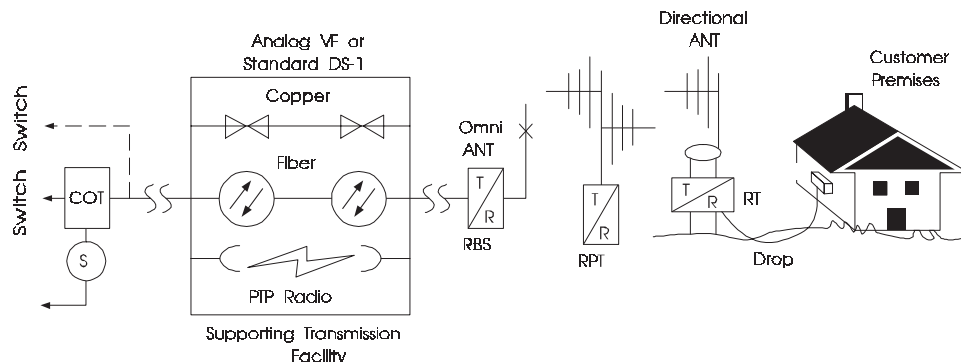 Directional
ANT
Analog VF or
Standard DS-1
Customer
Premises
Copper
Switch
Omni
ANT
Fiber
T
R
T
R
RT
Switch
COT
T
R
RBS
RPT
Drop
S
PTP Radio
Supporting Transmission
Facility